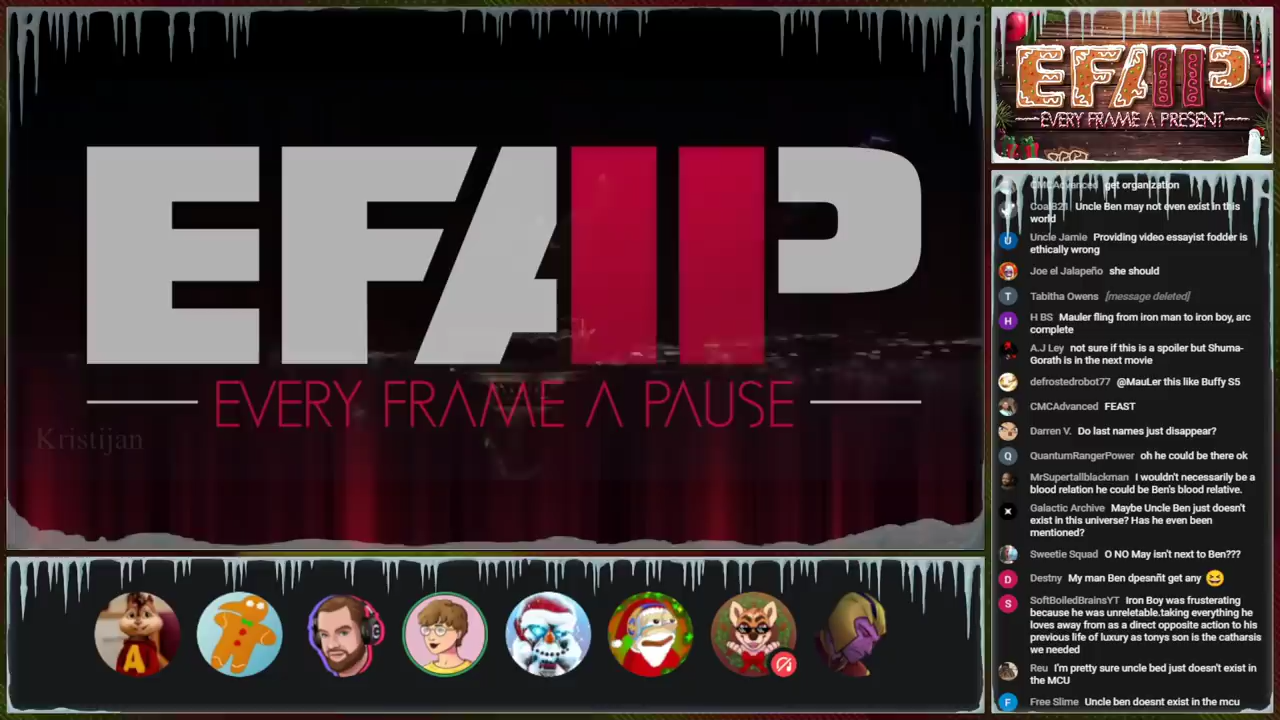 EFAP
EVERY FRAME A PAUSE
Kristijan
A
EFAP
EVERY FRAME A PRESENT
CMCAdvanced get organization
Coal821 Uncle Ben may not even exist in this
world
U
Uncle Jamie Providing video essayist fodder is
ethically wrong
Joe el Jalapeño she should
T
Tabitha Owens [message deleted]
H
H BS Mauler fling from iron man to iron boy, arc
complete
A.J Ley not sure if this is a spoiler but Shuma-
Gorath is in the next movie
defrostedrobot77 @MauLer this like Buffy S5
CMCAdvanced FEAST
Darren V. Do last names just disappear?
Q
QuantumRangerPower oh he could be there ok
MrSupertallblackman I wouldn't necessarily be a
blood relation he could be Ben's blood relative.
Galactic Archive Maybe Uncle Ben just doesn't
exist in this universe? Has he even been
mentioned?
Sweetie Squad O NO May isn't next to Ben???
D
Destny My man Ben dpesnñt get any
S
SoftBoiledBrainsYT Iron Boy was frusterating
because he was unreletable.taking everything he
loves away from as a direct opposite action to his
previous life of luxury as tonys son is the catharsis
we needed
Reu I'm pretty sure uncle bed just doesn't exist in
the MCU
F
Free Slime Uncle ben doesnt exist in the mcu